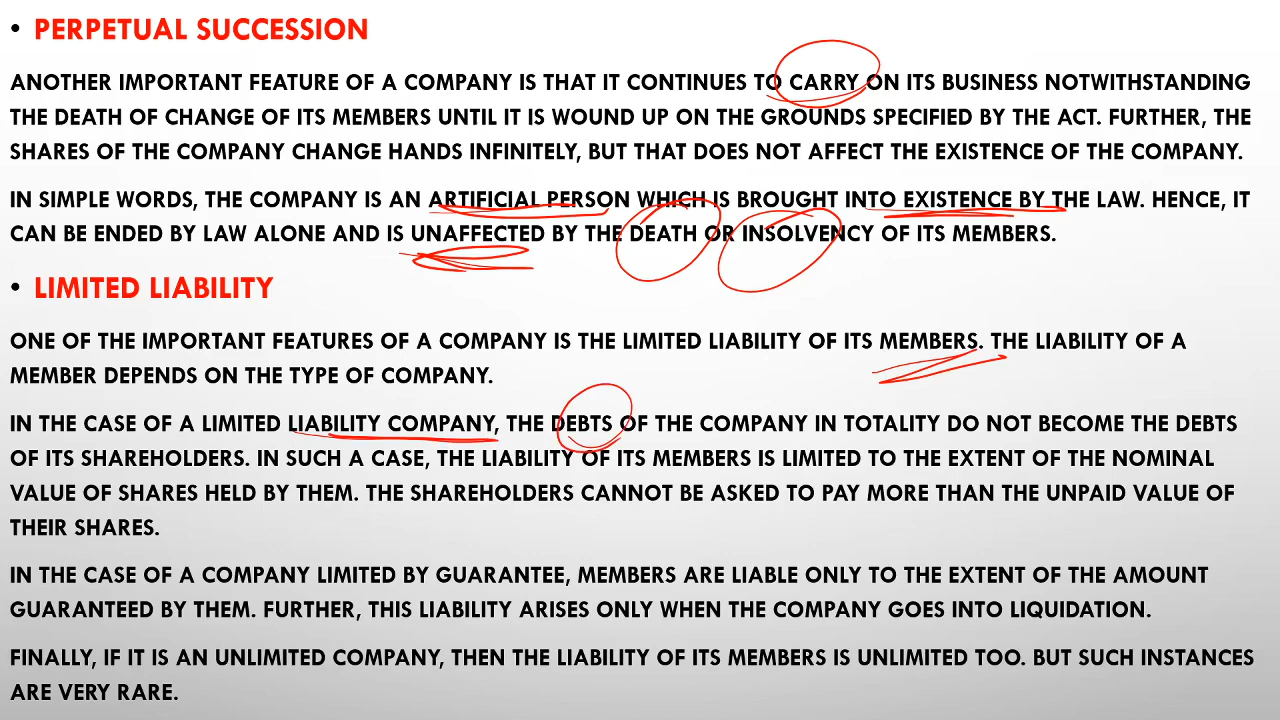 • PERPETUAL SUCCESSION
ANOTHER IMPORTANT FEATURE OF A COMPANY IS THAT IT CONTINUES TO CARRY ON ITS BUSINESS NOTWITHSTANDING
THE DEATH OF CHANGE OF ITS MEMBERS UNTIL IT IS WOUND UP ON THE GROUNDS SPECIFIED BY THE ACT. FURTHER, THE
SHARES OF THE COMPANY CHANGE HANDS INFINITELY, BUT THAT DOES NOT AFFECT THE EXISTENCE OF THE COMPANY.
IN SIMPLE WORDS, THE COMPANY IS AN ARTIFICIAL PERSON WHICH IS BROUGHT INTO EXISTENCE BY THE LAW. HENCE, IT
CAN BE ENDED BY LAW ALONE AND IS UNAFFECTED BY THE DEATH OR INSOLVENCY OF ITS MEMBERS.
• LIMITED LIABILITY
ONE OF THE IMPORTANT FEATURES OF A COMPANY IS THE LIMITED LIABILITY OF ITS MEMBERS. THE LIABILITY OF A
MEMBER DEPENDS ON THE TYPE OF COMPANY.
IN THE CASE OF A LIMITED LIABILITY COMPANY, THE DEBTS OF THE COMPANY IN TOTALITY DO NOT BECOME THE DEBTS
OF ITS SHAREHOLDERS. IN SUCH A CASE, THE LIABILITY OF ITS MEMBERS IS LIMITED TO THE EXTENT OF THE NOMINAL
VALUE OF SHARES HELD BY THEM. THE SHAREHOLDERS CANNOT BE ASKED TO PAY MORE THAN THE UNPAID VALUE OF
THEIR SHARES.
IN THE CASE OF A COMPANY LIMITED BY GUARANTEE, MEMBERS ARE LIABLE ONLY TO THE EXTENT OF THE AMOUNT
GUARANTEED BY THEM. FURTHER, THIS LIABILITY ARISES ONLY WHEN THE COMPANY GOES INTO LIQUIDATION.
FINALLY, IF IT IS AN UNLIMITED COMPANY, THEN THE LIABILITY OF ITS MEMBERS IS UNLIMITED TOO. BUT SUCH INSTANCES
ARE VERY RARE.